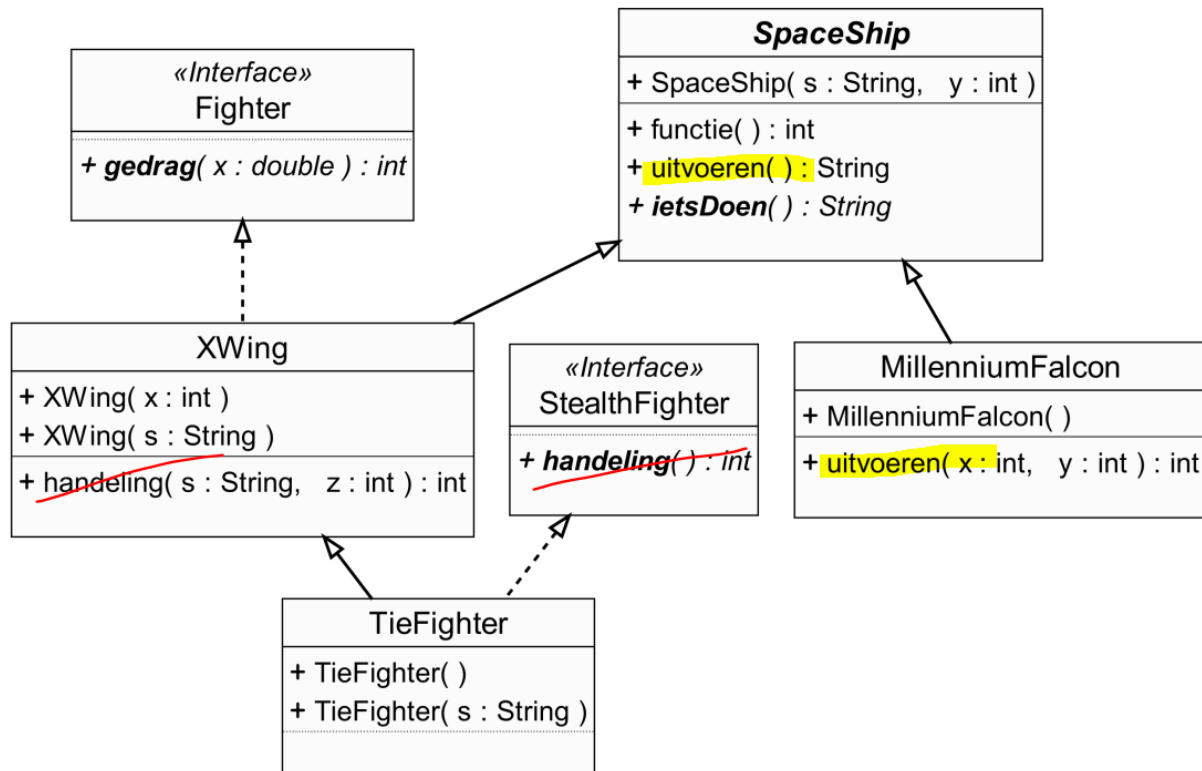 «Interface»
Fighter
+ gedrag( x : double ) : int
SpaceShip
+ SpaceShip( s : String, y : int )
+ functie( ) : int
+ uitvoeren( ) : String
+ ietsDoen( ) : String
XWing
+ XWing( x : int )
+ XWing( s : String )
+ handeling( s : String, z : int ) : int
«Interface»
StealthFighter
+ handeling( ) : int
MillenniumFalcon
+ MillenniumFalcon( )
+ uitvoeren( x : int, y : int ) : int
TieFighter
+ TieFighter( )
+ TieFighter( s : String )